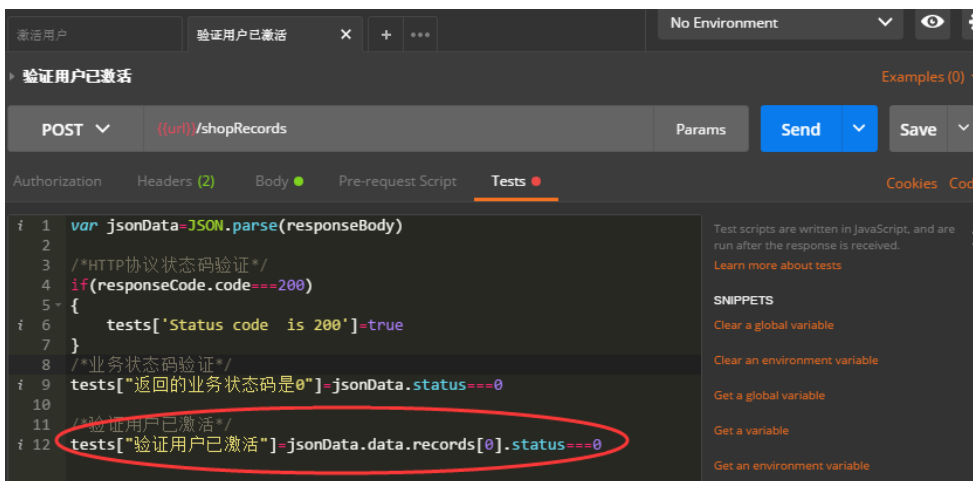 激活用户
验证用户已激活
No Environment
验证用户已激活
Examples (0)
POST
{{url}}/shopRecords
Params
Send
Save
Authorization
Headers (2)
Body
Pre-request Script
Tests
Cookies
Cod
i 1 var jsonData=JSON.parse(responseBody)
2
3 /*HTTP协议状态码验证*/
4 if(responseCode.code===200)
5 {
i 6 tests['Status code  is 200']=true
7 }
8 /*业务状态码验证*/
i 9 tests["返回的业务状态码是0"]=jsonData.status===0
10
11 /*验证用户已激活*/
i 12 tests["验证用户已激活"]=jsonData.data.records[0].status===0
Test scripts are written in JavaScript, and are
run after the response is received.
Learn more about tests
SNIPPETS
Clear a global variable
Clear an environment variable
Get a global variable
Get a variable
Get an environment variable